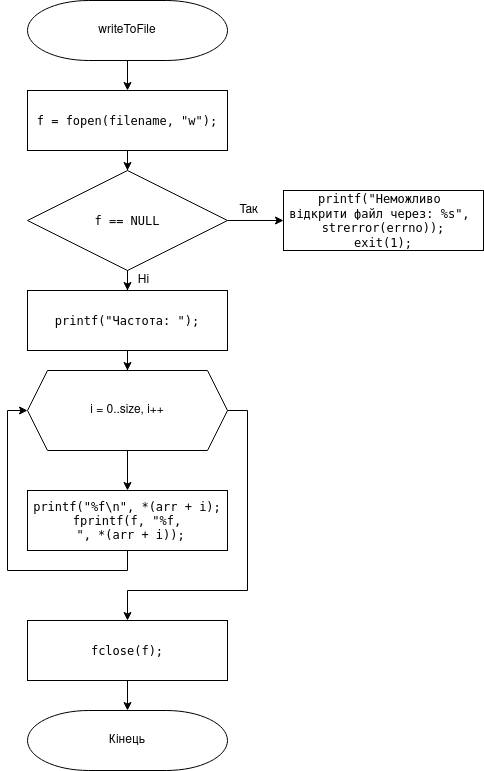 writeToFile
f = fopen(filename, "w");
f == NULL
Так
printf("Неможливо
відкрити файл через: %s",
strerror(errno));
exit(1);
Ні
printf("Частота: ");
i = 0..size, i++
printf("%f\n", *(arr + i);
fprintf(f, "%f,
", *(arr + i));
fclose(f);
Кінець